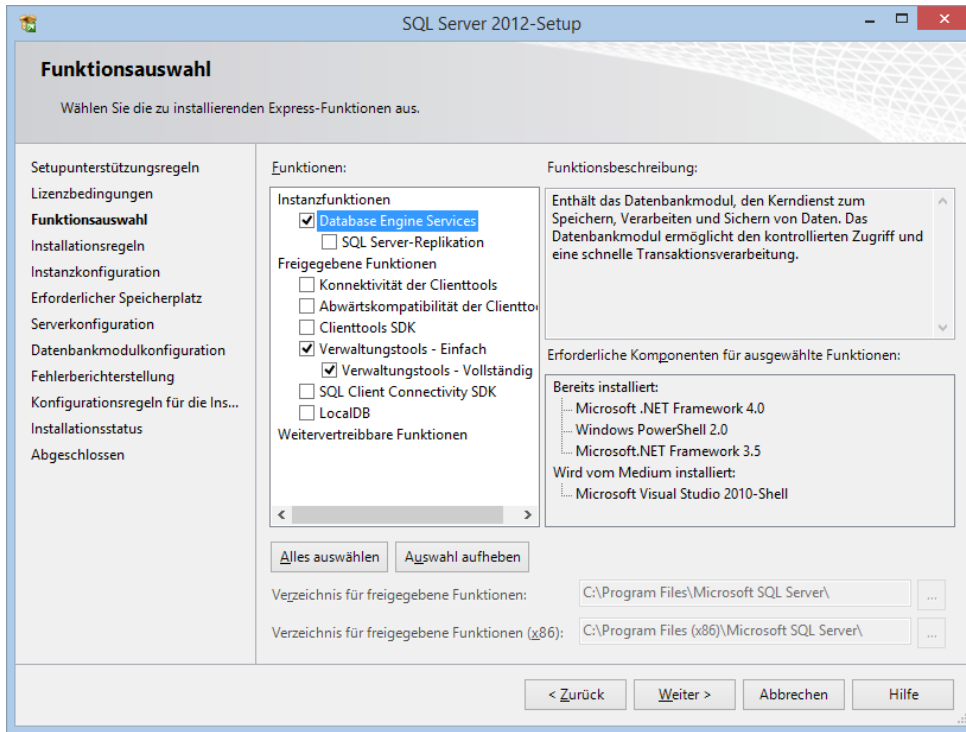 SQL Server 2012-Setup
Funktionsauswahl
Wählen Sie die zu installierenden Express-Funktionen aus.
Setupunterstützungsregeln
Lizenzbedingungen
Funktionsauswahl
Installationsregeln
Instanzkonfiguration
Erforderlicher Speicherplatz
Serverkonfiguration
Datenbankmodulkonfiguration
Fehlerberichterstellung
Konfigurationsregeln für die Ins...
Installationsstatus
Abgeschlossen
Funktionen:
Instanzfunktionen
Database Engine Services
SQL Server-Replikation
Freigegebene Funktionen
Konnektivität der Clienttools
Abwärtskompatibilität der Clientto
Clienttools SDK
Verwaltungstools - Einfach
Verwaltungstools - Vollständig
SQL Client Connectivity SDK
LocalDB
Weitervertreibbare Funktionen
Funktionsbeschreibung:
Enthält das Datenbankmodul, den Kerndienst zum
Speichern, Verarbeiten und Sichern von Daten. Das
Datenbankmodul ermöglicht den kontrollierten Zugriff und
eine schnelle Transaktionsverarbeitung.
Erforderliche Komponenten für ausgewählte Funktionen:
Bereits installiert:
Microsoft .NET Framework 4.0
Windows PowerShell 2.0
Microsoft.NET Framework 3.5
Wird vom Medium installiert:
Microsoft Visual Studio 2010-Shell
Alles auswählen
Auswahl aufheben
Verzeichnis für freigegebene Funktionen:
C:\Program Files\Microsoft SQL Server\
...
Verzeichnis für freigegebene Funktionen (x86):
C:\Program Files (x86)\Microsoft SQL Server\
...
< Zurück
Weiter >
Abbrechen
Hilfe